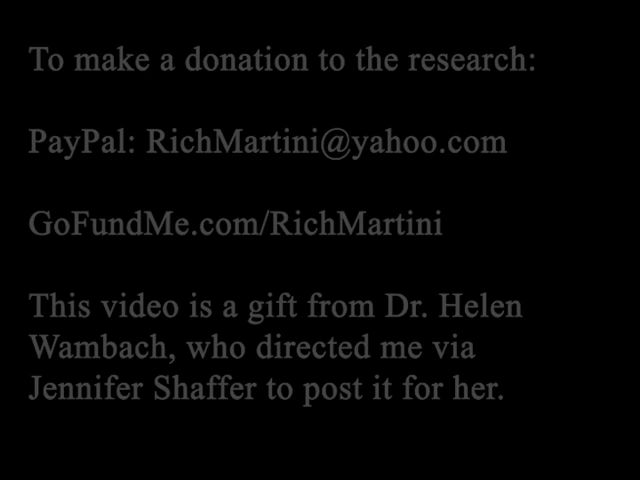 To make a donation to the research:
PayPal: RichMartini@yahoo.com
GoFundMe.com/RichMartini
This video is a gift from Dr. Helen
Wambach, who directed me via
Jennifer Shaffer to post it for her.